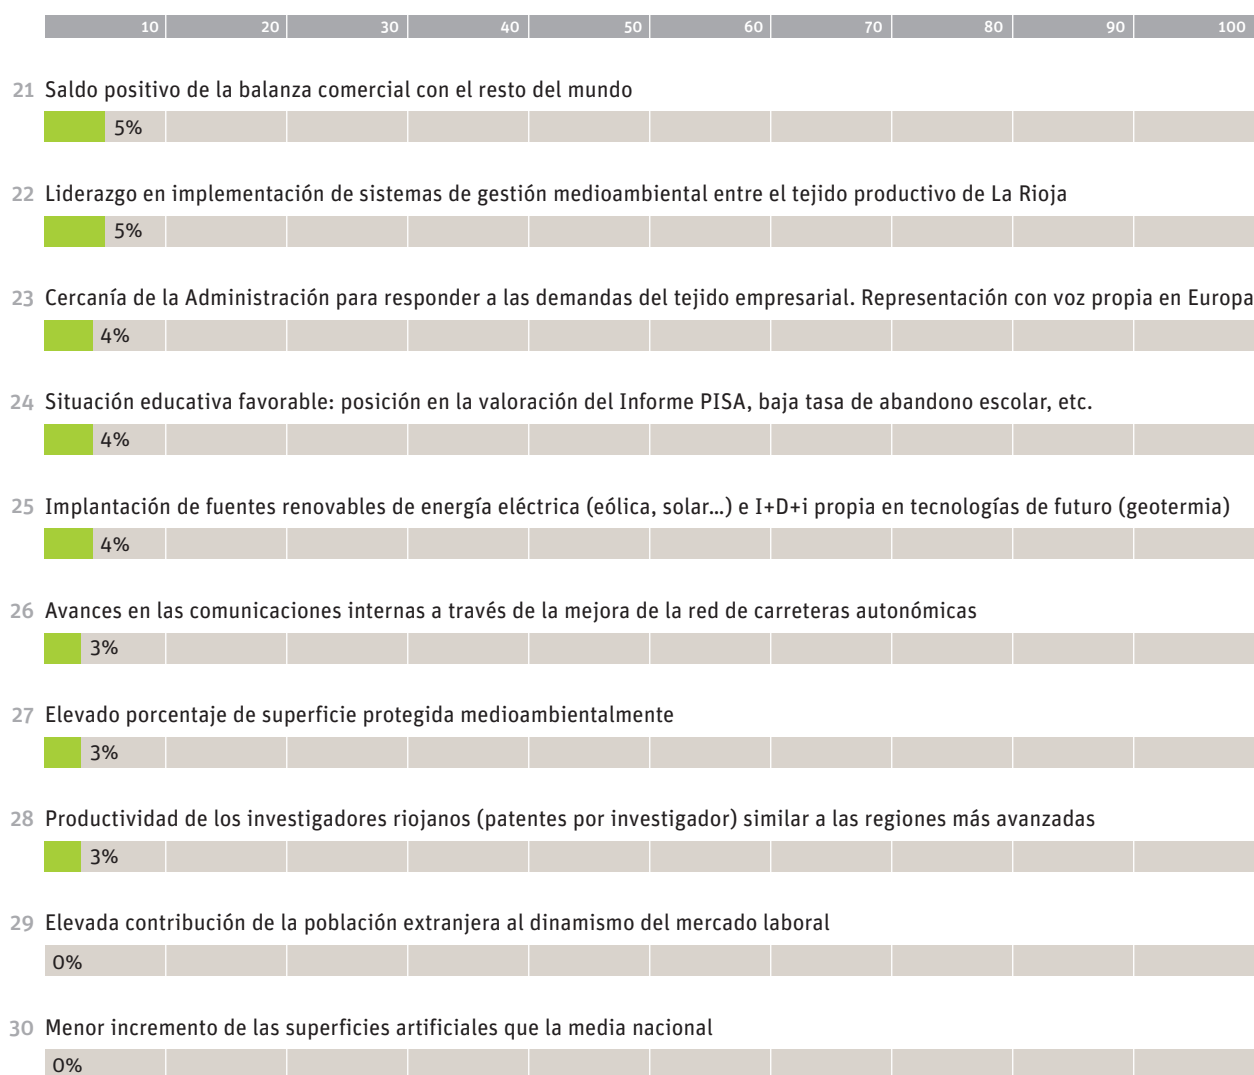 10 20 30 40 50 60 70 80 90 100
21 Saldo positivo de la balanza comercial con el resto del mundo
5%
22 Liderazgo en implementación de sistemas de gestión medioambiental entre el tejido productivo de La Rioja
5%
23 Cercanía de la Administración para responder a las demandas del tejido empresarial. Representación con voz propia en Europa
4%
24 Situación educativa favorable: posición en la valoración del Informe PISA, baja tasa de abandono escolar, etc.
4%
25 Implantación de fuentes renovables de energía eléctrica (eólica, solar...) e I+D+i propia en tecnologías de futuro (geotermia)
4%
26 Avances en las comunicaciones internas a través de la mejora de la red de carreteras autonómicas
3%
27 Elevado porcentaje de superficie protegida medioambientalmente
3%
28 Productividad de los investigadores riojanos (patentes por investigador) similar a las regiones más avanzadas
3%
29 Elevada contribución de la población extranjera al dinamismo del mercado laboral
0%
30 Menor incremento de las superficies artificiales que la media nacional
0%